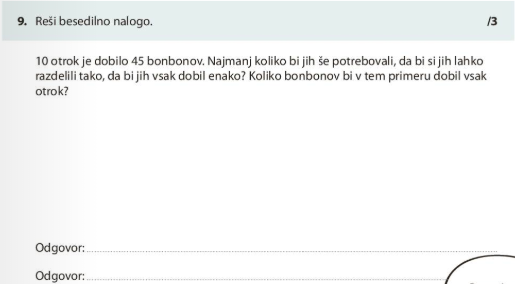 9. Reši besedilno nalogo. /3
10 otrok je dobilo 45 bonbonov. Najmanj koliko bi jih še potrebovali, da bi si jih lahko
razdelili tako, da bi jih vsak dobil enako? Koliko bonbonov bi v tem primeru dobil vsak
otrok?
Odgovor:
Odgovor: